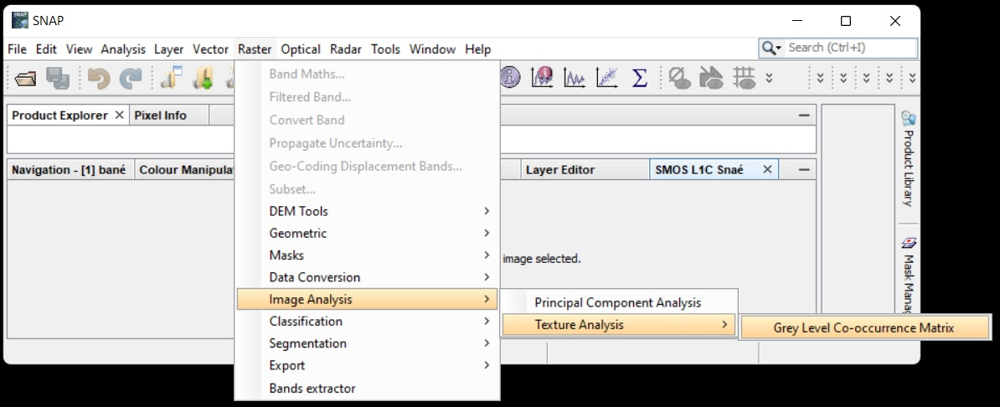 SNAP
File Edit View Analysis Layer Vector Raster Optical Radar Tools Window Help
Search (Ctrl+I)
Product Explorer
Pixel Info
Navigation - [1] bané
Colour Manipulat
Layer Editor
SMOS L1C Snaé
Band Maths...
Filtered Band...
Convert Band
Propagate Uncertainty...
Geo-Coding Displacement Bands...
Subset...
DEM Tools
Geometric
Masks
Data Conversion
Image Analysis
Classification
Segmentation
Export
Bands extractor
image selected.
Principal Component Analysis
Texture Analysis
Grey Level Co-occurrence Matrix
Product Library
Mask Manag